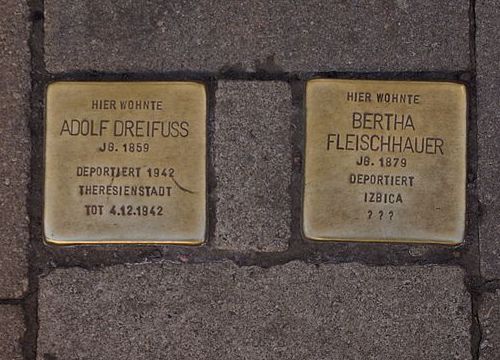 HIER WOHNTE
ADOLF DREIFUSS
JG. 1859
DEPORTIERT 1942
THERESIENSTADT
TOT 4.12.1942
HIER WOHNTE
BERTHA
FLEISCHHAUER
JG. 1879
DEPORTIERT
IZBICA
? ? ?